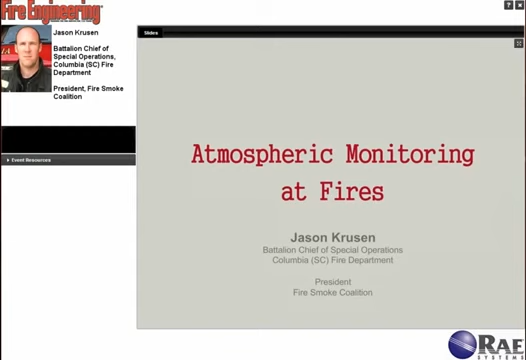 Fire Engineering
Jason Krusen
Battalion Chief of
Special Operations,
Columbia (SC) Fire
Department
President, Fire Smoke
Coalition
Event Resources
Slides
Atmospheric Monitoring
at Fires
Jason Krusen
Battalion Chief of Special Operations
Columbia (SC) Fire Department
President
Fire Smoke Coalition
RAE
SYSTEMS